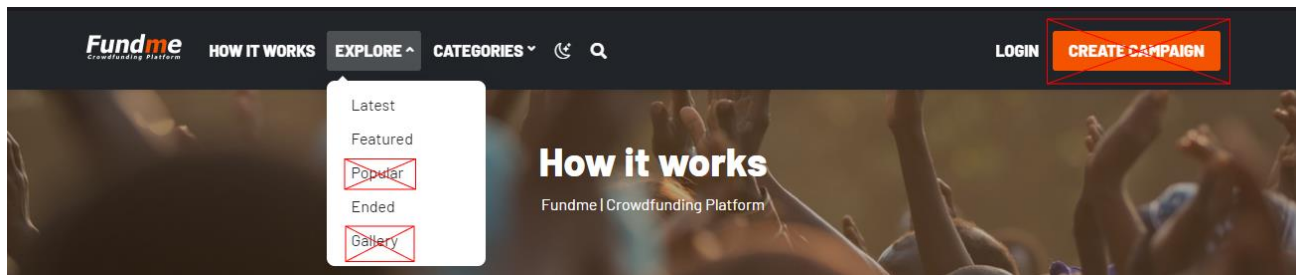 Fundme
Crowdfunding Platform
HOW IT WORKS EXPLORE CATEGORIES LOGIN CREATE CAMPAIGN
Latest
Featured
Popular
Ended
Gallery
How it works
Fundme | Crowdfunding Platform